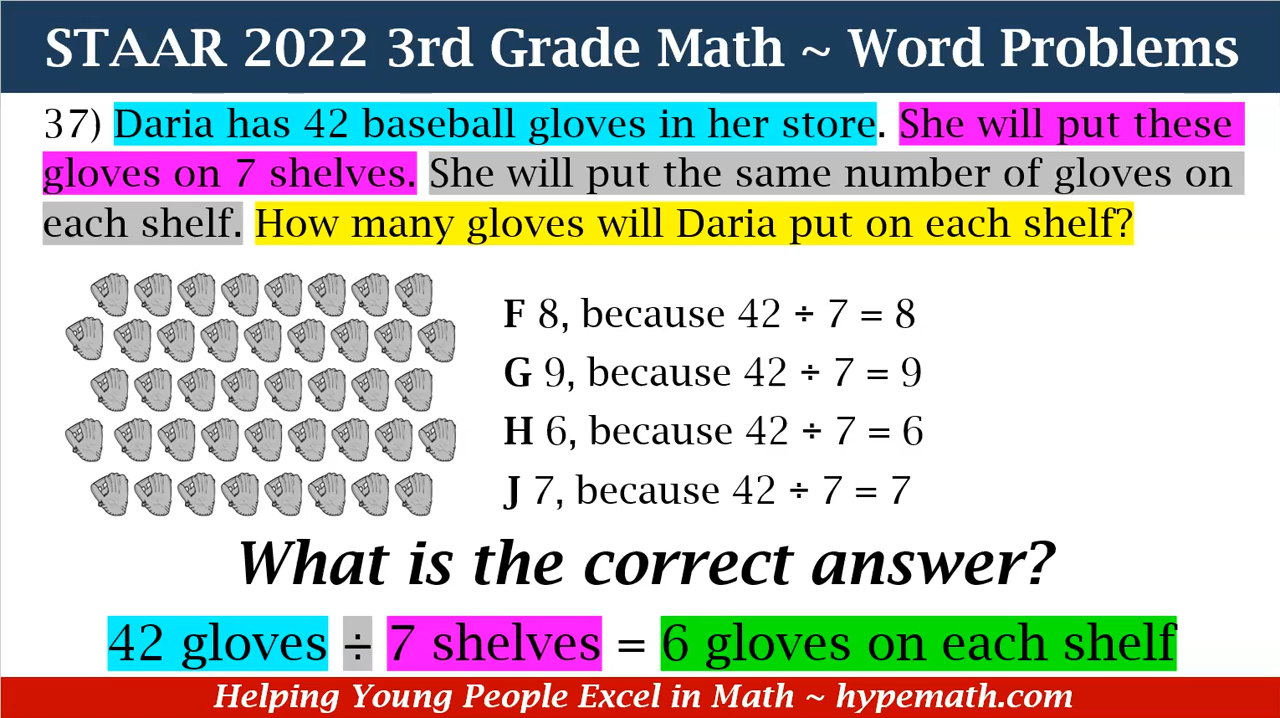 STAAR 2022 3rd Grade Math ~ Word Problems
37) Daria has 42 baseball gloves in her store. She will put these
gloves on 7 shelves. She will put the same number of gloves on
each shelf. How many gloves will Daria put on each shelf?
F 8, because 42 ÷ 7 = 8
G 9, because 42 ÷ 7 = 9
H 6, because 42 ÷ 7 = 6
J 7, because 42 ÷ 7 = 7
What is the correct answer?
42 gloves ÷ 7 shelves = 6 gloves on each shelf
Helping Young People Excel in Math ~ hypemath.com